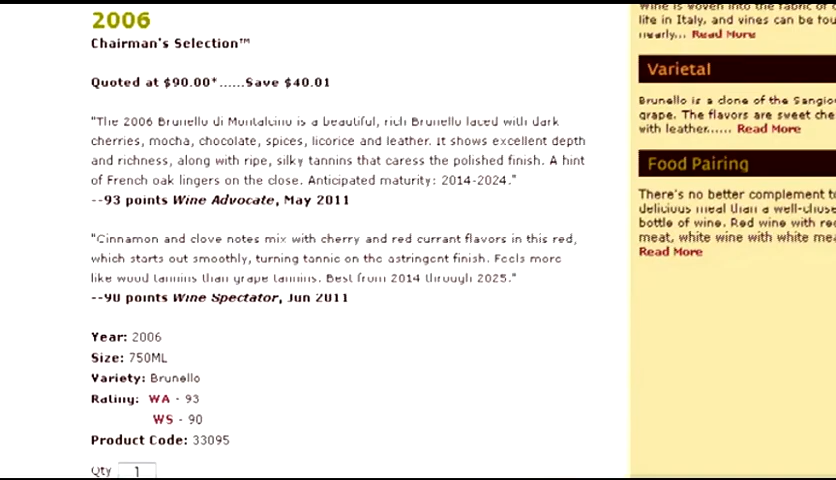 2006
Chairman's Selection™
Quoted at $90.00*......Save $40.01
"The 2006 Brunello di Montalcino is a beautiful, rich Brunello laced with dark
cherries, mocha, chocolate, spices, licorice and leather. It shows excellent depth
and richness, along with ripe, silky tannins that caress the polished finish. A hint
of French oak lingers on the close. Anticipated maturity: 2014-2024."
--93 points Wine Advocate, May 2011
"Cinnamon and clove notes mix with cherry and red currant flavors in this red,
which starts out smoothly, turning tannic on the astringent finish. Feels more
like wood tannins than grape tannins. Best from 2014 through 2025."
--90 points Wine Spectator, Jun 2011
Year: 2006
Size: 750ML
Variety: Brunello
Rating: WA - 93
WS - 90
Product Code: 33095
Qty 1
Wine is woven into the fabric of
life in Italy, and vines can be
nearly... Read More
Varietal
Brunello is a clone of the
grape. The flavors are sweet
with leather...... Read More
Food Pairing
There's no better complement
delicious meal than a
bottle of wine. Red wine with
meat, white wine with white
Read More